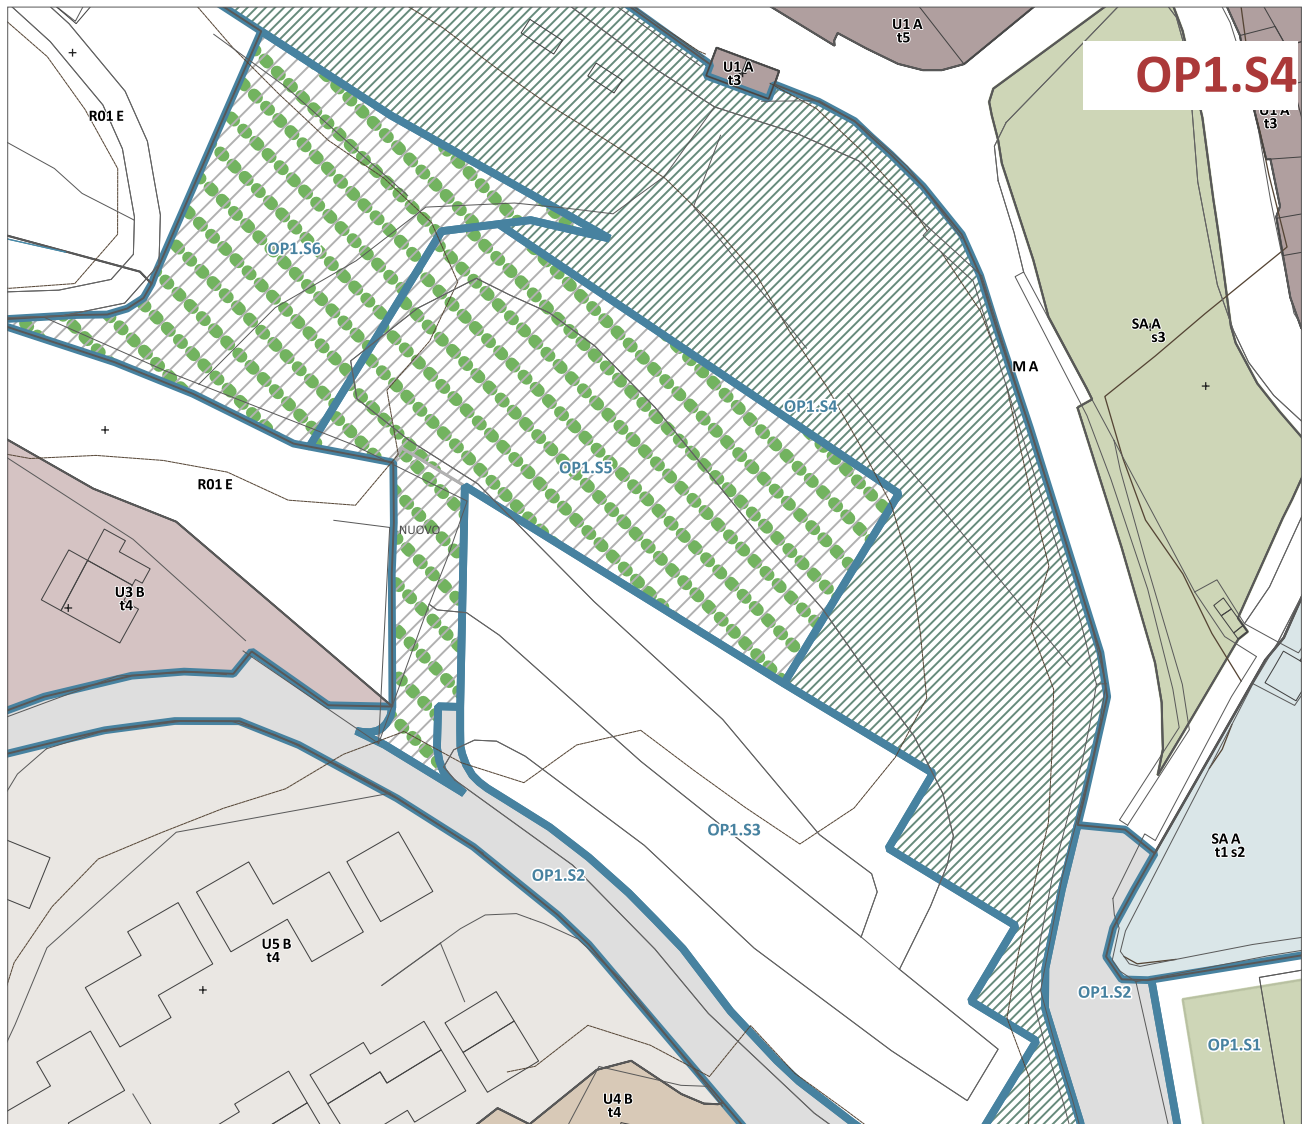 U1 A
t5
OP1.S4
U1 A
t3
U1 A
t3
R01 E
OP1.S6
SA A
s3
M A
OP1.S4
OP1.S5
R01 E
NUOVO
U3 B
t4
OP1.S3
SA A
t1 s2
OP1.S2
U5 B
t4
OP1.S2
OP1.S1
U4 B
t4